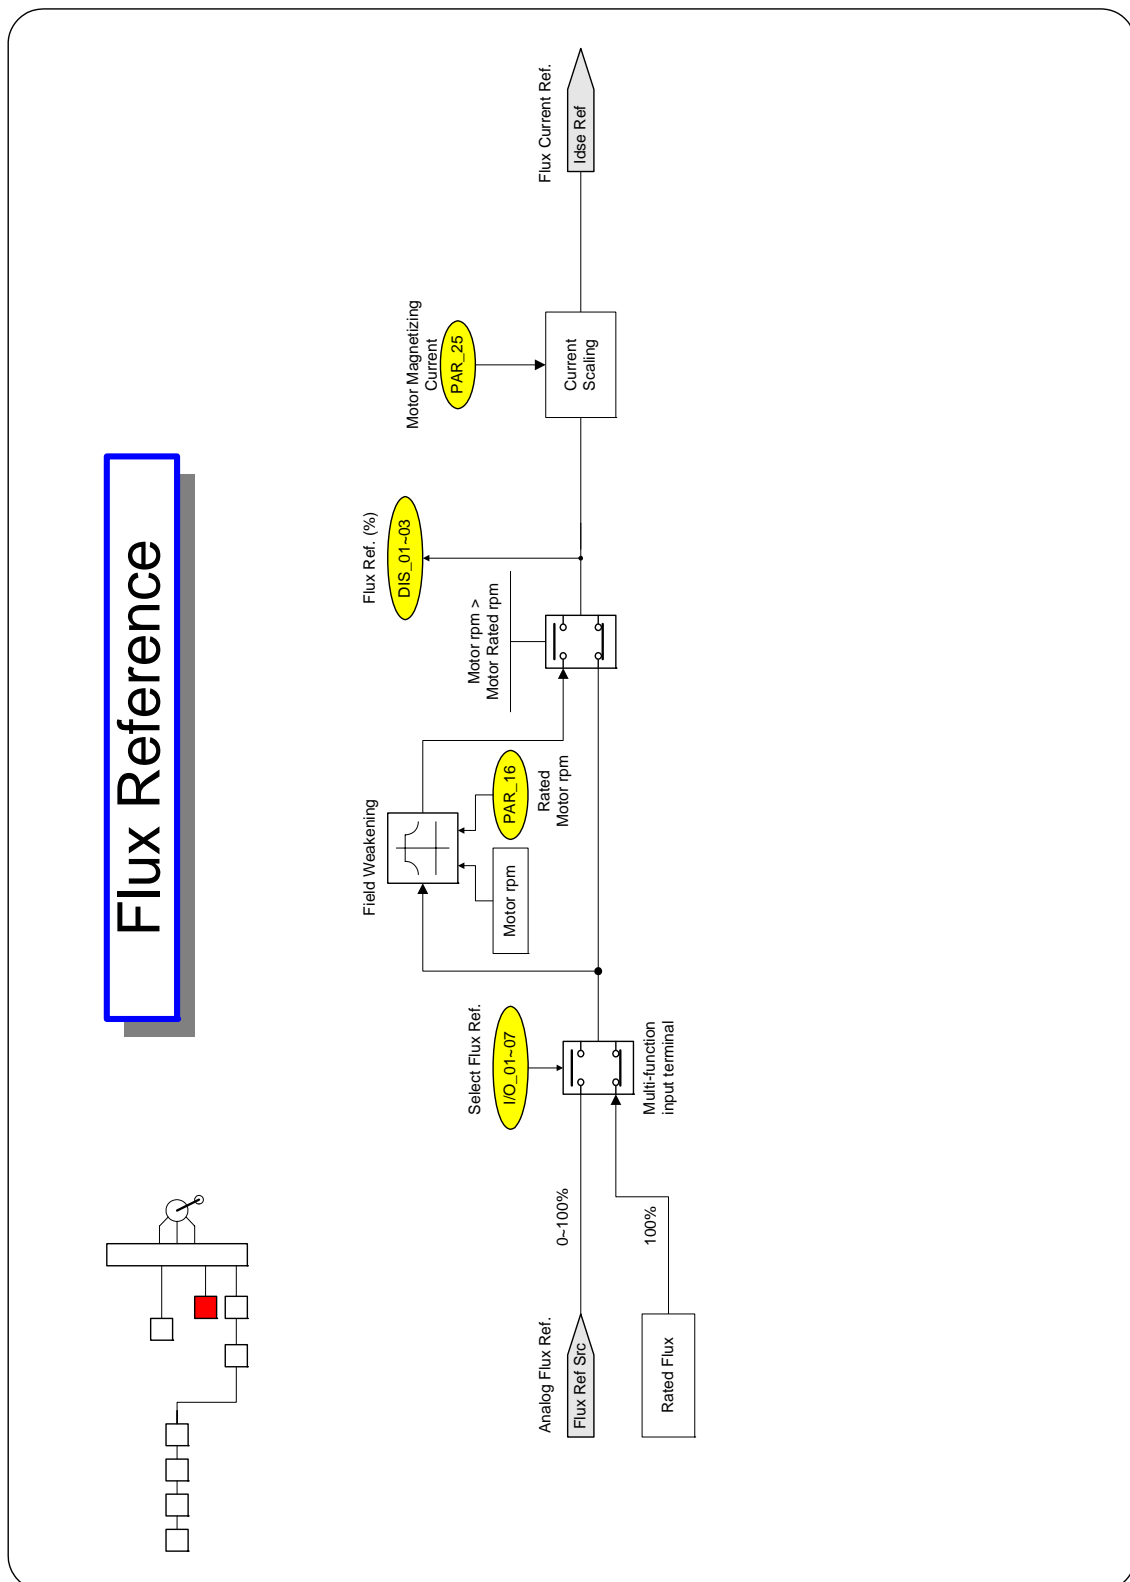 Flux Reference
Analog Flux Ref.
Flux Ref Src
Rated Flux
0~100%
100%
Select Flux Ref.
I/O_01~07
Multi-function
input terminal
Field Weakening
Motor rpm
PAR_16
Rated
Motor rpm
Motor rpm >
Motor Rated rpm
Flux Ref. (%)
DIS_01~03
Motor Magnetizing
Current
PAR_25
Current
Scaling
Flux Current Ref.
Idse Ref